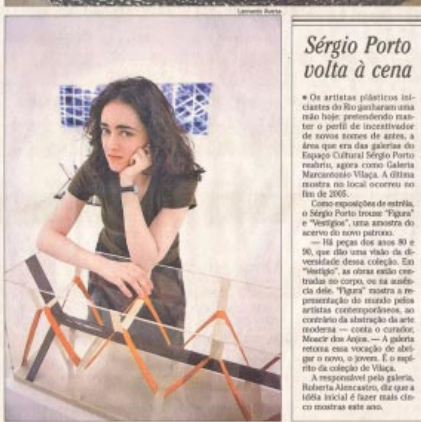 Leonardo Aversa
Sérgio Porto
volta à cena
• Os artistas plásticos ini-
ciantes do Rio ganharam uma
mão hoje: pretendendo man-
ter o perfil de incentivador
de novos nomes de antes, a
área que era das galerias do
Espaço Cultural Sérgio Porto
reabriu, agora como Galeria
Marcantonio Vilaça. A última
mostra no local ocorreu no
fim de 2005.
Como exposições de estréia,
o Sérgio Porto trouxe "Figura"
e "Vestígios", uma amostra do
acervo do novo patrono.
— Há peças dos anos 80 e
90, que dão uma visão da di-
versidade dessa coleção. Em
"Vestígio", as obras estão cen-
tradas no corpo, ou na ausên-
cia dele. "Figura" mostra a re-
presentação do mundo pelos
artistas contemporâneos, ao
contrário da abstração da arte
moderna — conta o curador,
Moacir dos Anjos. — A galeria
retoma essa vocação de abri-
gar o novo, o jovem. É o espí-
rito da coleção de Vilaça.
A responsável pela galeria,
Roberta Alencastro, diz que a
idéia inicial é fazer mais cin-
co mostras este ano.